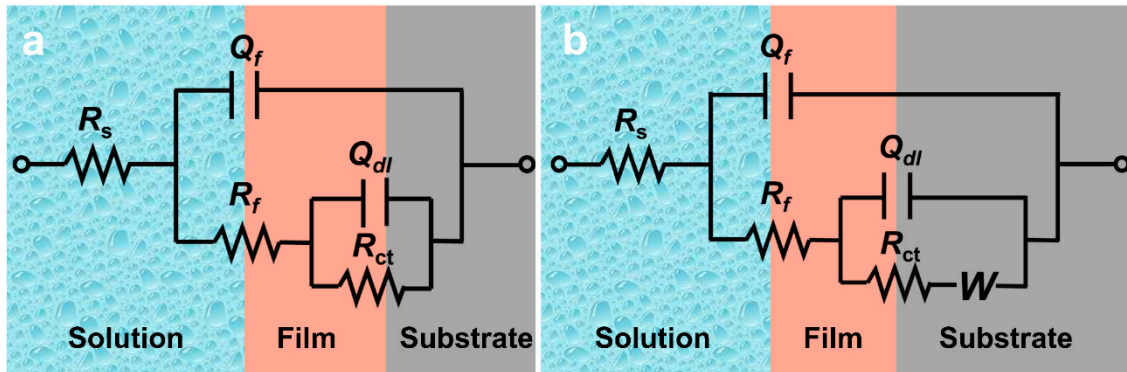 a
Q_f
R_s
Q_dl
R_f
R_ct
Solution Film Substrate
b
Q_f
R_s
Q_dl
R_f
R_ct
W
Solution Film Substrate